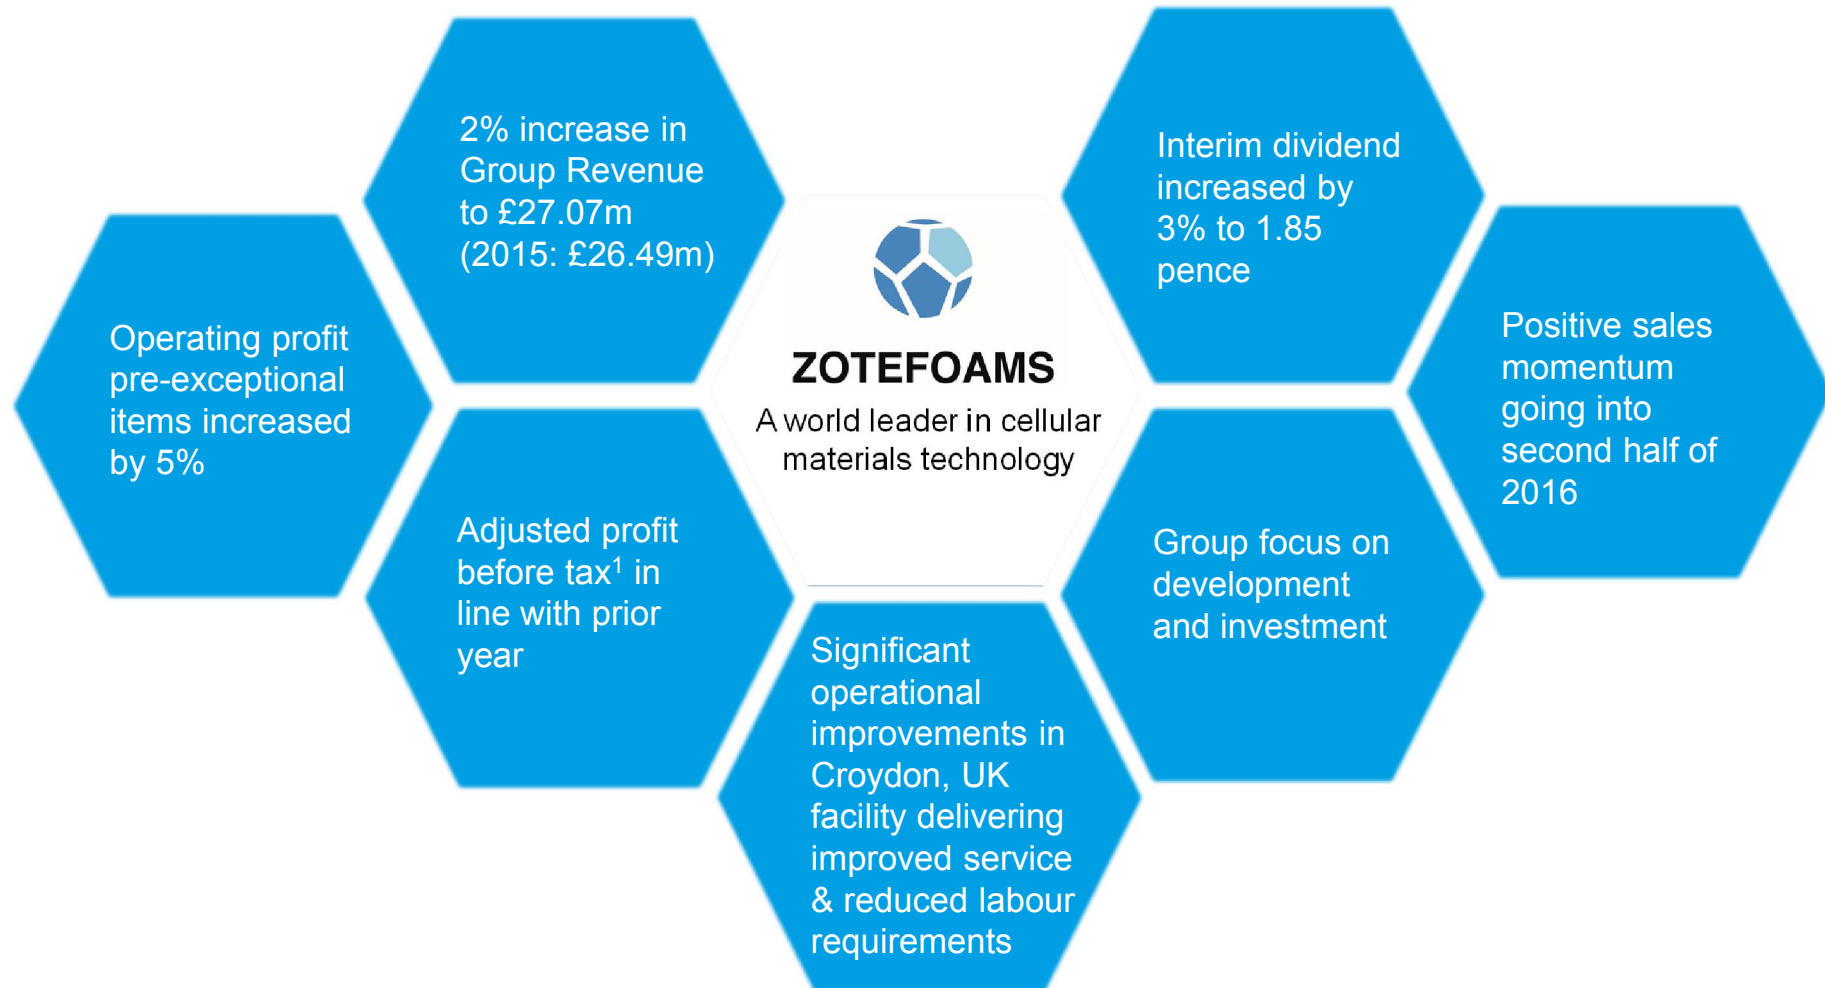 Operating profit
pre-exceptional
items increased
by 5%
2% increase in
Group Revenue
to £27.07m
(2015: £26.49m)
Adjusted profit
before tax¹ in
line with prior
year
ZOTEFOAMS
A world leader in cellular
materials technology
Significant
operational
improvements in
Croydon, UK
facility delivering
improved service
& reduced labour
requirements
Interim dividend
increased by
3% to 1.85
pence
Group focus on
development
and investment
Positive sales
momentum
going into
second half of
2016